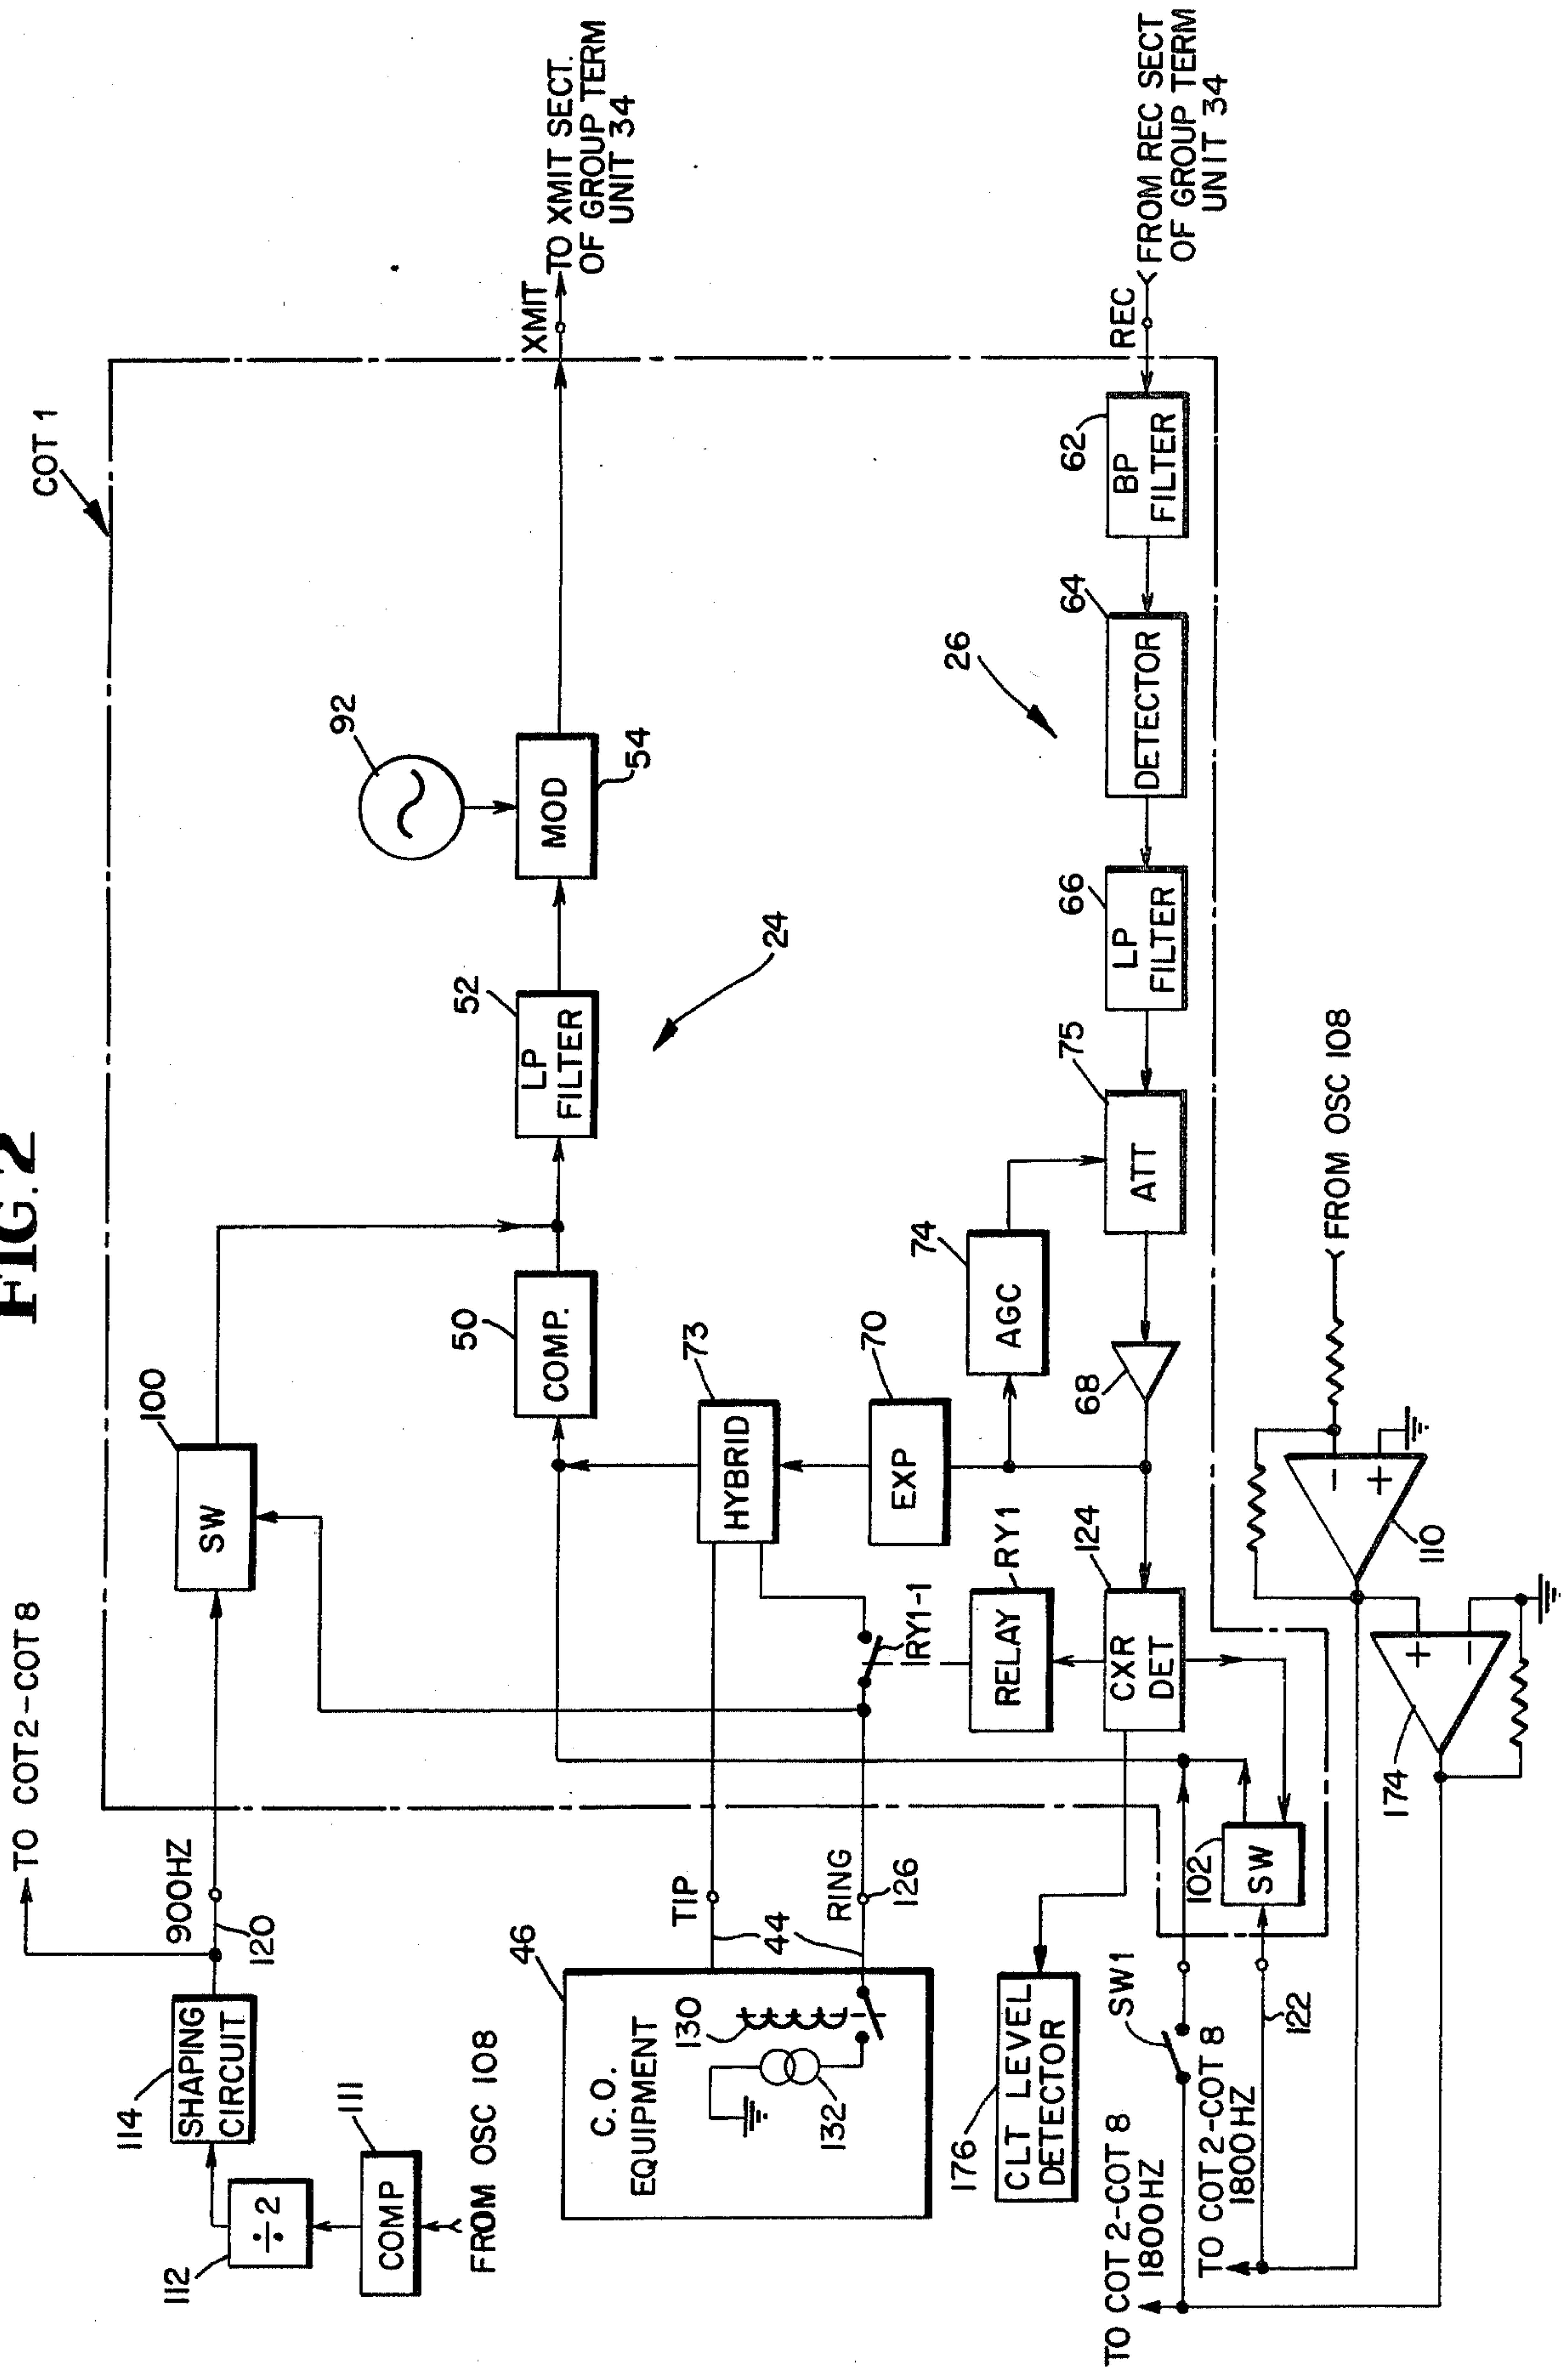 FIG. 2
COT 1
TO COT 2-COT 8
900HZ
120
114
SHAPING
CIRCUIT
112
÷2
111
COMP
FROM OSC 108
100
SW
50
COMP.
52
LP
FILTER
92
MOD
54
24
XMIT
TO XMIT SECT.
OF GROUP TERM
UNIT 34
46
C. O.
EQUIPMENT
130
132
TIP
44
RING
126
73
HYBRID
70
EXP
74
AGC
RY1-1
RELAY
RY1
124
CXR
DET
68
75
ATT
66
LP
FILTER
64
DETECTOR
26
62
BP
FILTER
REC
FROM REC SECT
OF GROUP TERM
UNIT 34
176
CLT LEVEL
DETECTOR
SW1
102
SW
122
TO COT 2-COT 8
1800HZ
TO COT 2-COT 8
1800HZ
174
+
−
110
−
+
FROM OSC 108